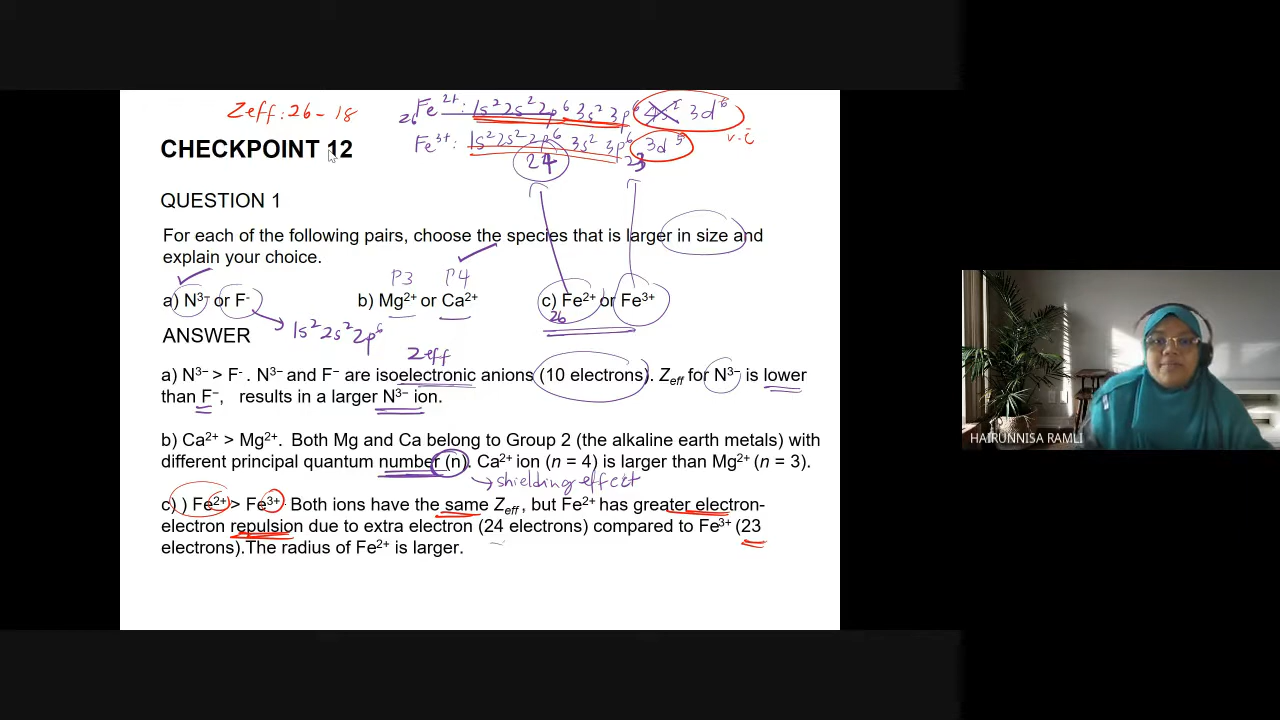 Zeff : 26 - 18
26Fe2+ : 1s2 2s2 2p6 3s2 3p6 4s2 3d6
v.e
Fe3+ : 1s2 2s2 2p6 3s2 3p6 3d5
24 23
CHECKPOINT 12
QUESTION 1
For each of the following pairs, choose the species that is larger in size and
explain your choice.
P3 P4
a) N3− or F- b) Mg2+ or Ca2+ c) Fe2+ or Fe3+
26
1s2 2s2 2p6
ANSWER
Zeff
a) N3− > F- . N3− and F− are isoelectronic anions (10 electrons). Zeff for N3− is lower
than F−, results in a larger N3− ion.
b) Ca2+ > Mg2+. Both Mg and Ca belong to Group 2 (the alkaline earth metals) with
different principal quantum number (n). Ca2+ ion (n = 4) is larger than Mg2+ (n = 3).
shielding effect
c) ) Fe2+ > Fe3+. Both ions have the same Zeff, but Fe2+ has greater electron-
electron repulsion due to extra electron (24 electrons) compared to Fe3+ (23
electrons).The radius of Fe2+ is larger.
HAIRUNNISA RAMLI